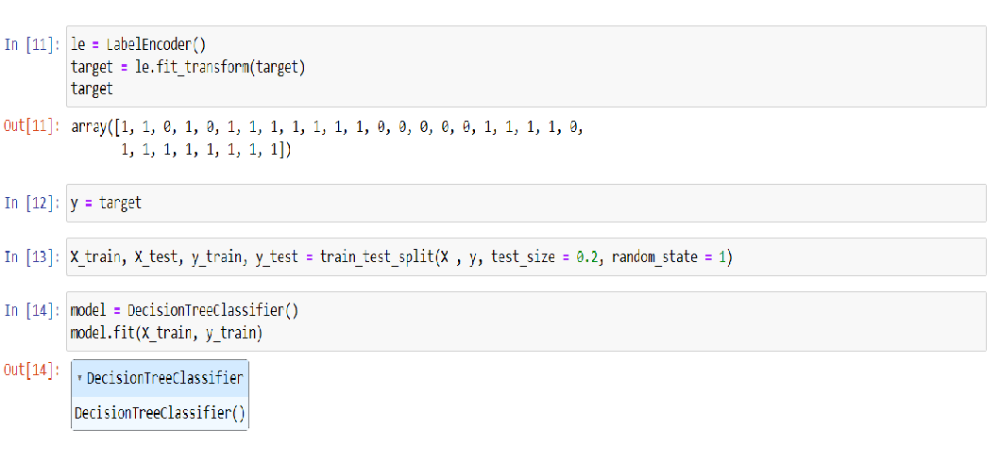 In [11]: le = LabelEncoder()
target = le.fit_transform(target)
target
Out[11]: array([1, 1, 0, 1, 0, 1, 1, 1, 1, 1, 1, 1, 0, 0, 0, 0, 0, 1, 1, 1, 1, 0,
1, 1, 1, 1, 1, 1, 1, 1])
In [12]: y = target
In [13]: X_train, X_test, y_train, y_test = train_test_split(X , y, test_size = 0.2, random_state = 1)
In [14]: model = DecisionTreeClassifier()
model.fit(X_train, y_train)
Out[14]: ▾ DecisionTreeClassifier
DecisionTreeClassifier()